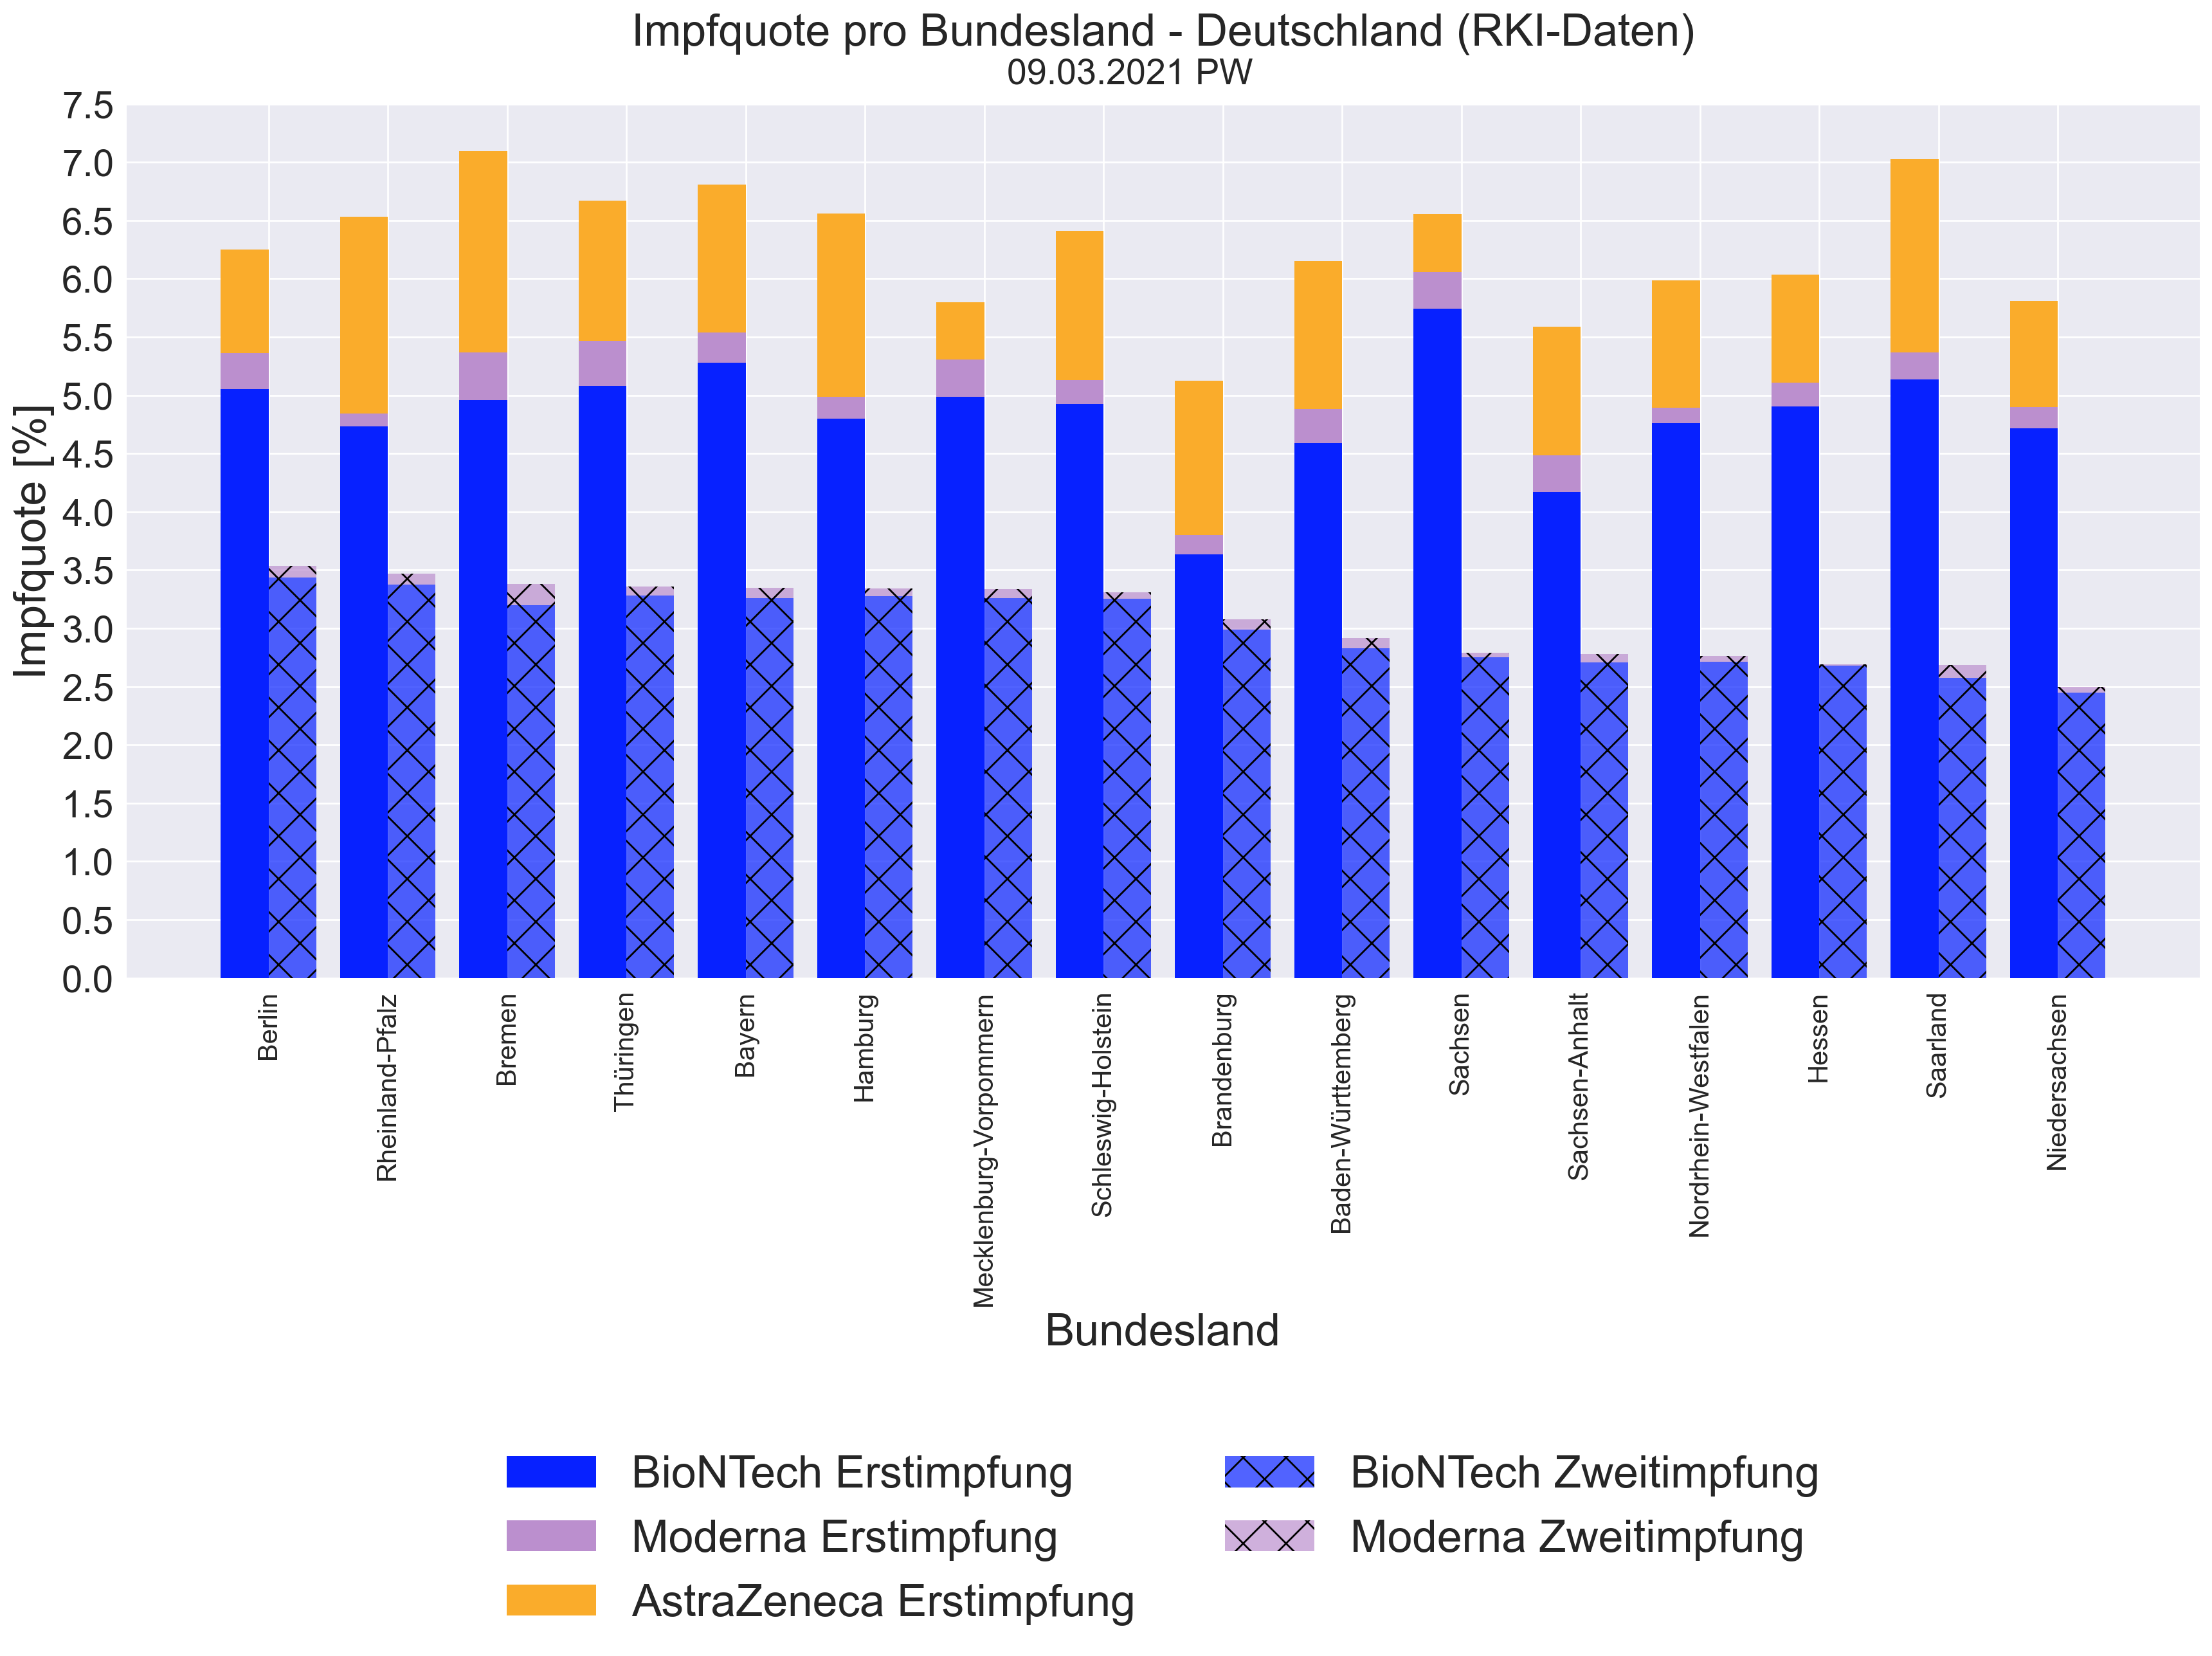 Impfquote pro Bundesland - Deutschland (RKI-Daten)
09.03.2021 PW
Impfquote [%]
7.5
7.0
6.5
6.0
5.5
5.0
4.5
4.0
3.5
3.0
2.5
2.0
1.5
1.0
0.5
0.0
Berlin
Rheinland-Pfalz
Bremen
Thüringen
Bayern
Hamburg
Mecklenburg-Vorpommern
Schleswig-Holstein
Brandenburg
Baden-Württemberg
Sachsen
Sachsen-Anhalt
Nordrhein-Westfalen
Hessen
Saarland
Niedersachsen
Bundesland
BioNTech Erstimpfung
Moderna Erstimpfung
AstraZeneca Erstimpfung
BioNTech Zweitimpfung
Moderna Zweitimpfung